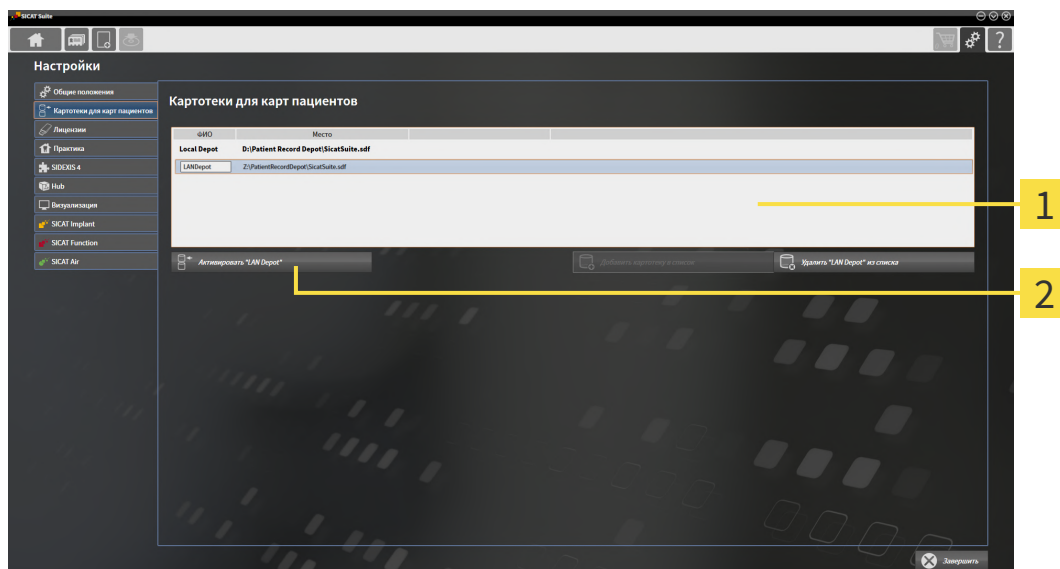 SICAT Suite
?
Настройки
Общие положения
Картотеки для карт пациентов
Лицензии
Практика
SIDEXIS 4
Hub
Визуализация
SICAT Implant
SICAT Function
SICAT Air
Картотеки для карт пациентов
ФИО Место
Local Depot D:\Patient Record Depot\SicatSuite.sdf
LANDepot Z:\PatientRecordDepot\SicatSuite.sdf
Активировать "LAN Depot" Добавить картотеку в список Удалить "LAN Depot" из списка
1
2
Завершить